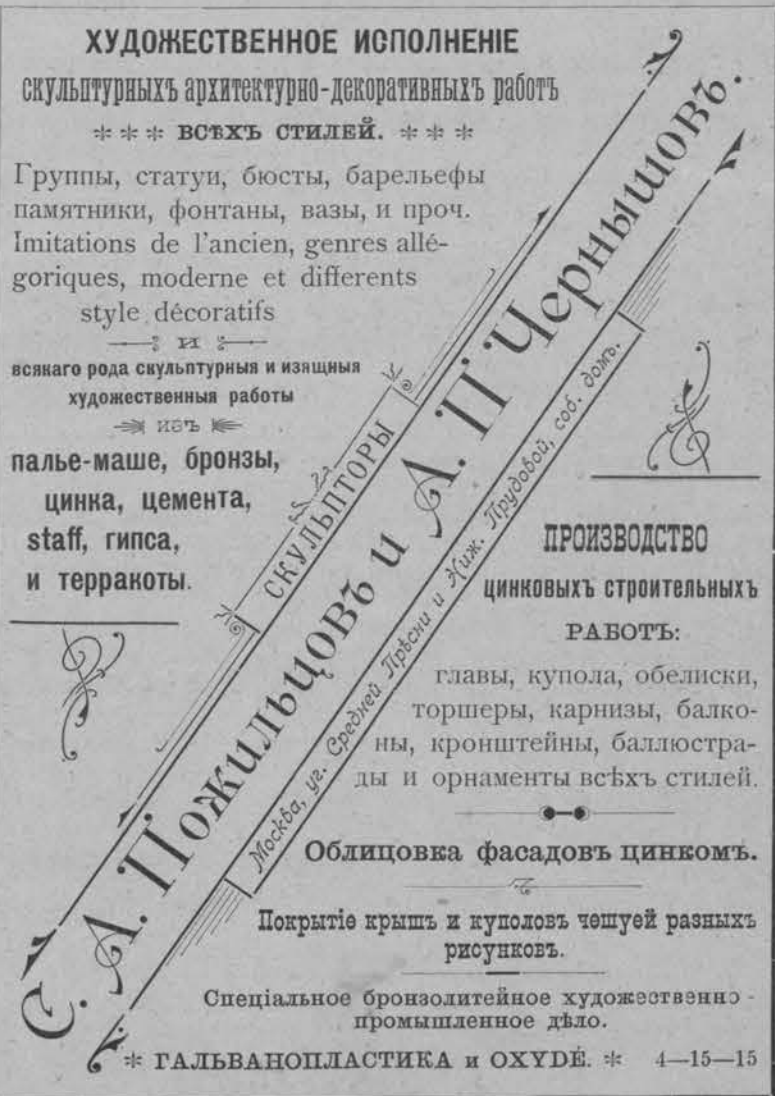 ХУДОЖЕСТВЕННОЕ ИСПОЛНЕНІЕ
скульптурныхъ архитектурно-декоративныхъ работъ
*** ВСѢХЪ СТИЛЕЙ. ***
Группы, статуи, бюсты, барельефы
памятники, фонтаны, вазы, и проч.
Imitations de l'ancien, genres allé-
goriques, moderne et differents
style décoratifs
И
всякаго рода скульптурныя и изящныя
художественныя работы
ИЗЪ
палье-маше, бронзы,
цинка, цемента,
staff, гипса,
и терракоты.
СКУЛЬПТОРЫ
С. А. Пожильцовъ и А. П. Чернышовъ.
Москва, уг. Средней Прѣсни и Ниж. Прудовой, соб. домъ.
ПРОИЗВОДСТВО
цинковыхъ строительныхъ
РАБОТЪ:
главы, купола, обелиски,
торшеры, карнизы, балко-
ны, кронштейны, баллюстра-
ды и орнаменты всѣхъ стилей.
Облицовка фасадовъ цинкомъ.
Покрытіе крышъ и куполовъ чешуей разныхъ
рисунковъ.
Спеціальное бронзолитейное художественно-
промышленное дѣло.
* ГАЛЬВАНОПЛАСТИКА и OXYDÉ. * 4—15—15